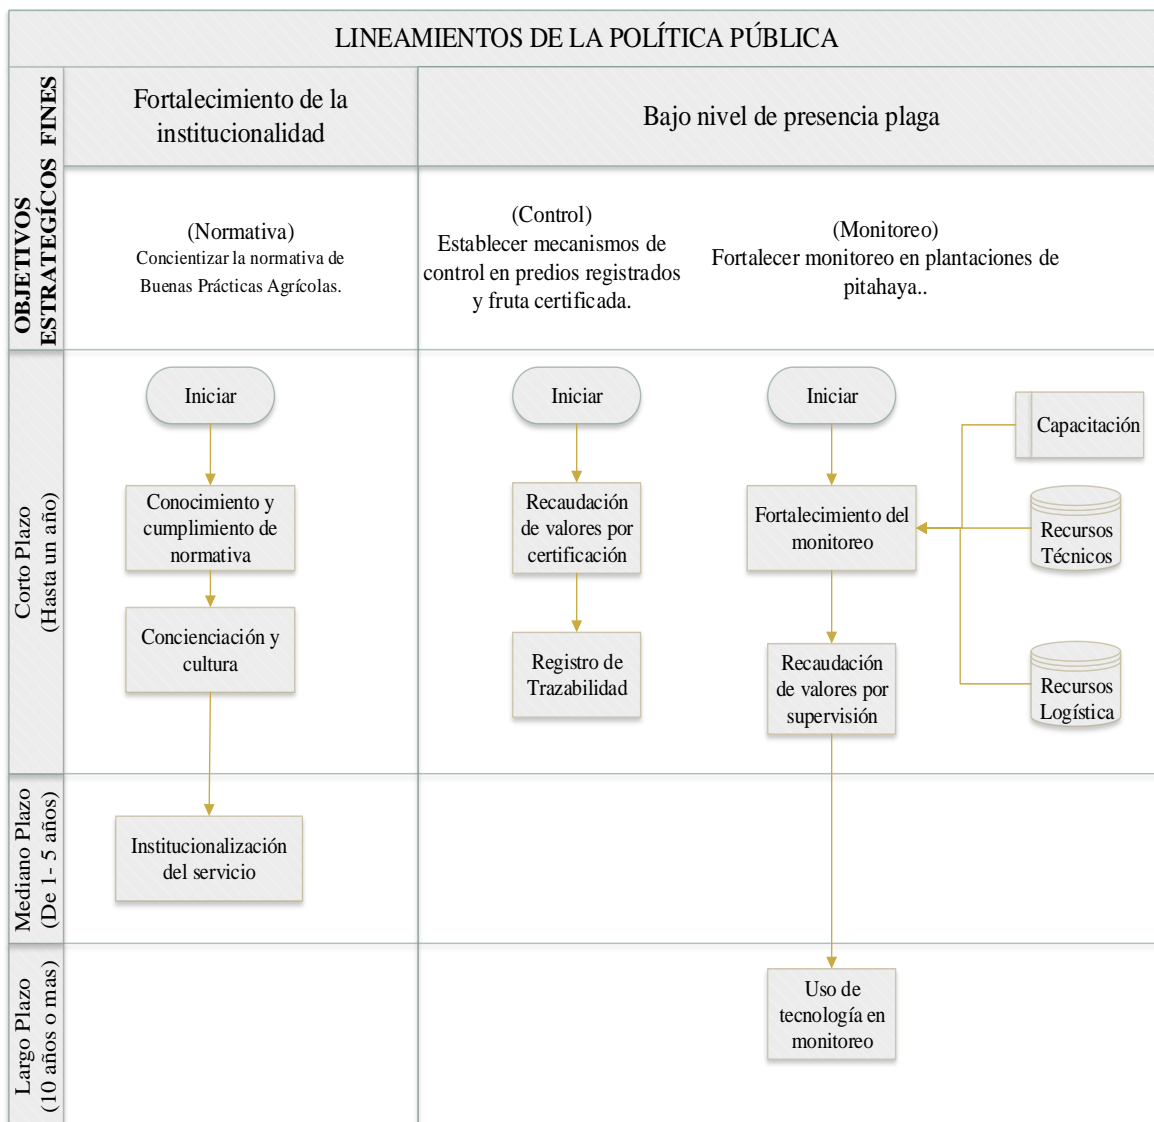 LINEAMIENTOS DE LA POLÍTICA PÚBLICA
FINES
Fortalecimiento de la
institucionalidad
Bajo nivel de presencia plaga
OBJETIVOS
ESTRATEGÍCOS
(Normativa)
Concientizar la normativa de
Buenas Prácticas Agrícolas.
(Control)
Establecer mecanismos de
control en predios registrados
y fruta certificada.
(Monitoreo)
Fortalecer monitoreo en plantaciones de
pitahaya..
Corto Plazo
(Hasta un año)
Iniciar
Conocimiento y
cumplimiento de
normativa
Concienciación y
cultura
Iniciar
Recaudación
de valores por
certificación
Registro de
Trazabilidad
Iniciar
Fortalecimiento del
monitoreo
Recaudación
de valores por
supervisión
Capacitación
Recursos
Técnicos
Recursos
Logística
Mediano Plazo
(De 1- 5 años)
Institucionalización
del servicio
Largo Plazo
(10 años o mas)
Uso de
tecnología en
monitoreo